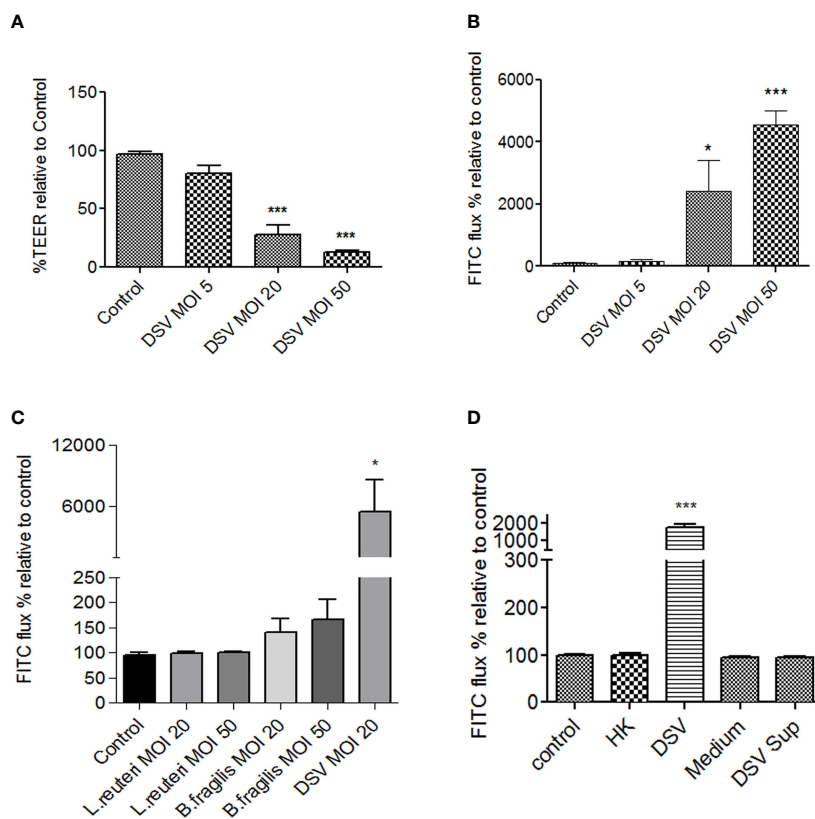 A
%TEER relative to Control
150
100
50
0
***
***
Control
DSV MOI 5
DSV MOI 20
DSV MOI 50
B
FITC flux % relative to control
6000
4000
2000
0
*
***
Control
DSV MOI 5
DSV MOI 20
DSV MOI 50
C
FITC flux % relative to control
12000
6000
250
200
150
100
50
0
*
Control
L.reuteri MOI 20
L.reuteri MOI 50
B.fragilis MOI 20
B.fragilis MOI 50
DSV MOI 20
D
FITC flux % relative to control
2000
1000
300
200
100
0
***
control
HK
DSV
Medium
DSV Sup